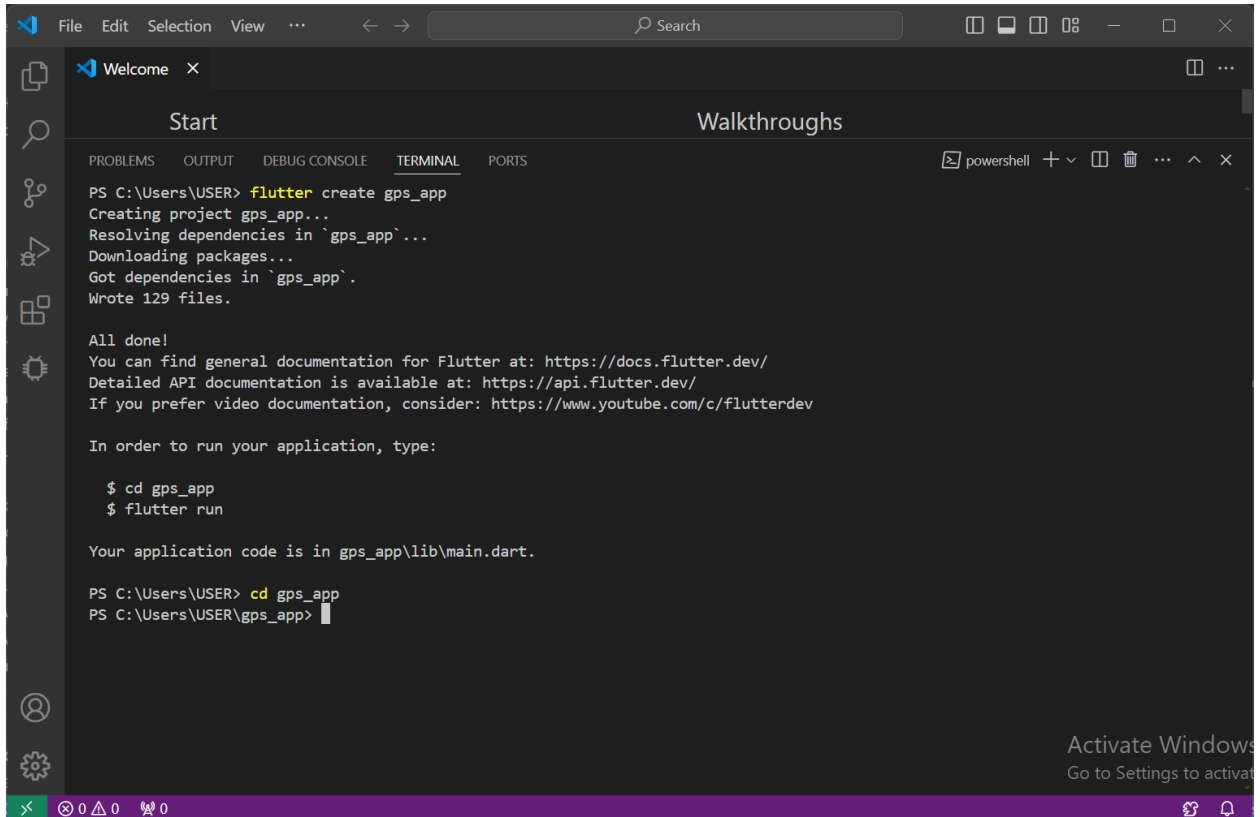 File Edit Selection View ··· Search
Welcome
Start Walkthroughs
PROBLEMS OUTPUT DEBUG CONSOLE TERMINAL PORTS powershell
PS C:\Users\USER> flutter create gps_app
Creating project gps_app...
Resolving dependencies in `gps_app`...
Downloading packages...
Got dependencies in `gps_app`.
Wrote 129 files.
All done!
You can find general documentation for Flutter at: https://docs.flutter.dev/
Detailed API documentation is available at: https://api.flutter.dev/
If you prefer video documentation, consider: https://www.youtube.com/c/flutterdev
In order to run your application, type:
$ cd gps_app
$ flutter run
Your application code is in gps_app\lib\main.dart.
PS C:\Users\USER> cd gps_app
PS C:\Users\USER\gps_app>
Activate Windows
Go to Settings to activat
0 0 0